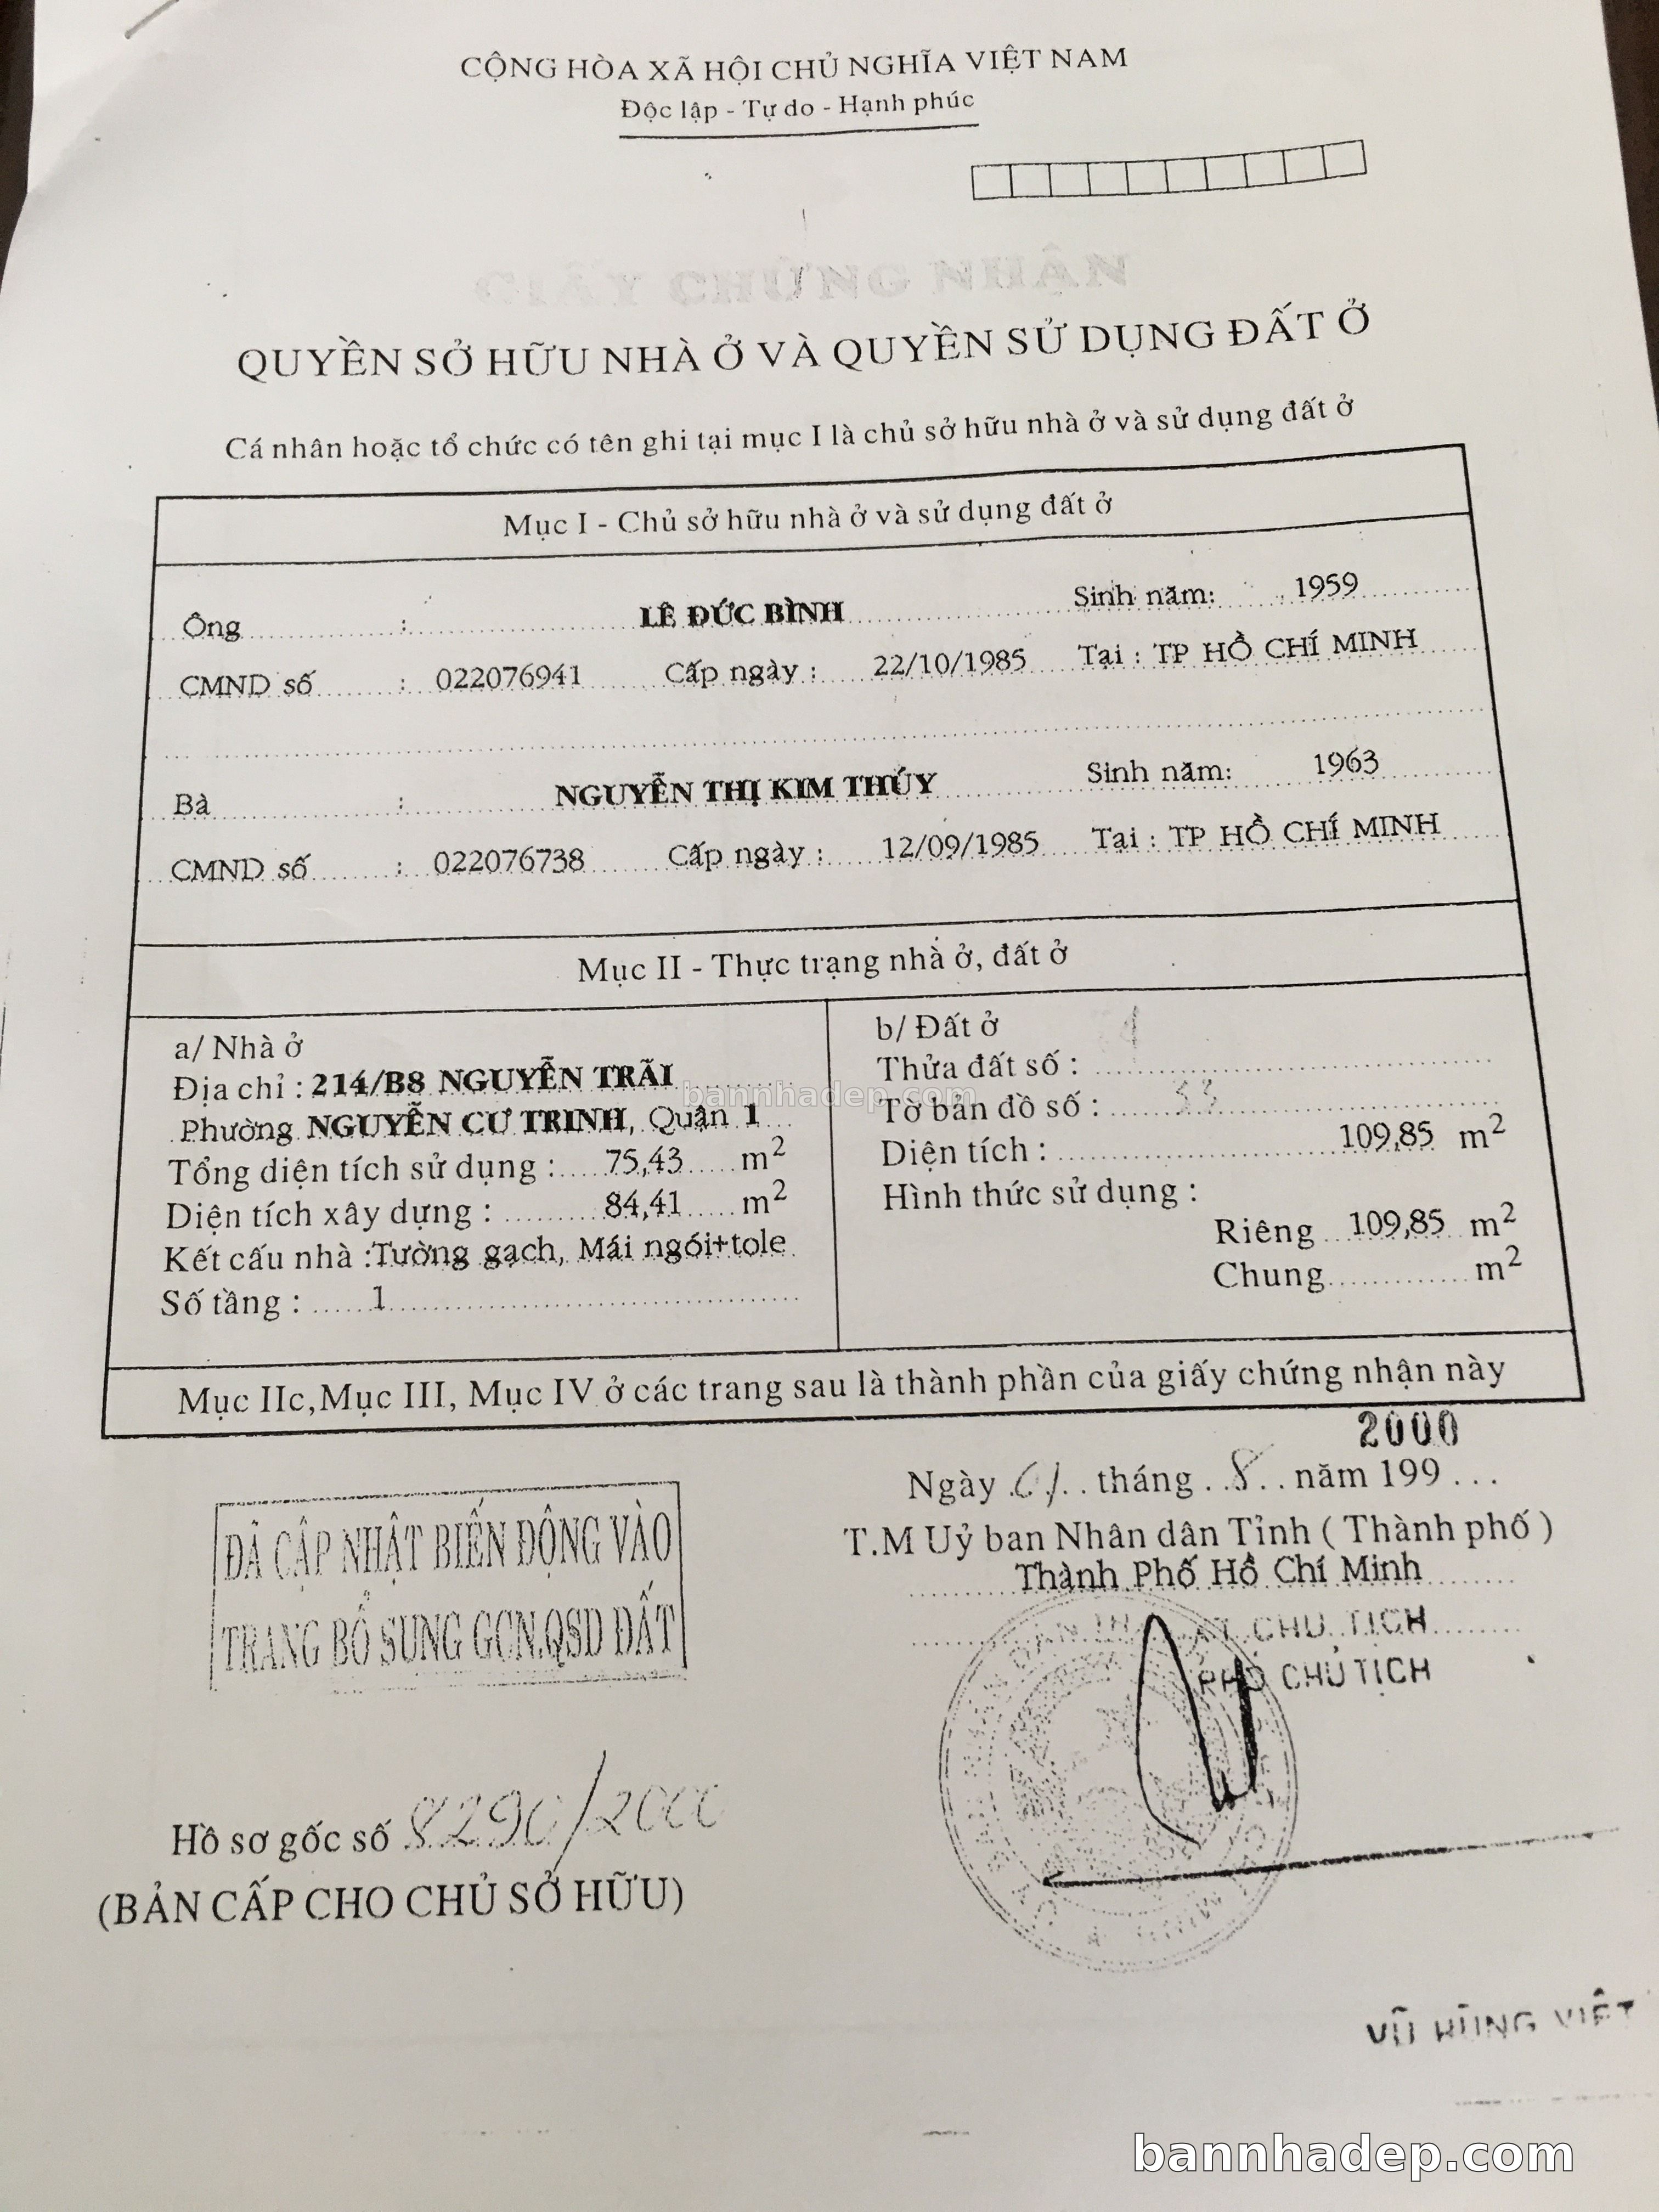 CỘNG HÒA XÃ HỘI CHỦ NGHĨA VIỆT NAM
Độc lập - Tự do - Hạnh phúc
GIẤY CHỨNG NHẬN
QUYỀN SỞ HỮU NHÀ Ở VÀ QUYỀN SỬ DỤNG ĐẤT Ở
Cá nhân hoặc tổ chức có tên ghi tại mục I là chủ sở hữu nhà ở và sử dụng đất ở
Mục I - Chủ sở hữu nhà ở và sử dụng đất ở
Ông : LÊ ĐỨC BÌNH Sinh năm: 1959
CMND số : 022076941 Cấp ngày : 22/10/1985 Tại : TP HỒ CHÍ MINH
Bà : NGUYỄN THỊ KIM THÚY Sinh năm: 1963
CMND số : 022076738 Cấp ngày : 12/09/1985 Tại : TP HỒ CHÍ MINH
Mục II - Thực trạng nhà ở, đất ở
a/ Nhà ở
Địa chỉ : 214/B8 NGUYỄN TRÃI
Phường NGUYỄN CƯ TRINH, Quận 1
Tổng diện tích sử dụng : 75,43 m2
Diện tích xây dựng : 84,41 m2
Kết cấu nhà :Tường gạch, Mái ngói+tole
Số tầng : 1
b/ Đất ở
Thửa đất số :
Tờ bản đồ số : 33
Diện tích : 109,85 m2
Hình thức sử dụng :
Riêng 109,85 m2
Chung m2
bannhadep.com
Mục IIc,Mục III, Mục IV ở các trang sau là thành phần của giấy chứng nhận này
2000
Ngày 01 tháng 8 năm 199 ...
T.M Uỷ ban Nhân dân Tỉnh ( Thành phố )
Thành Phố Hồ Chí Minh
KT. CHỦ TỊCH
PHÓ CHỦ TỊCH
ĐÃ CẬP NHẬT BIẾN ĐỘNG VÀO
TRANG BỔ SUNG GCN.QSD ĐẤT
Hồ sơ gốc số 8290/2000
(BẢN CẤP CHO CHỦ SỞ HỮU)
VŨ HÙNG VIỆT
bannhadep.com